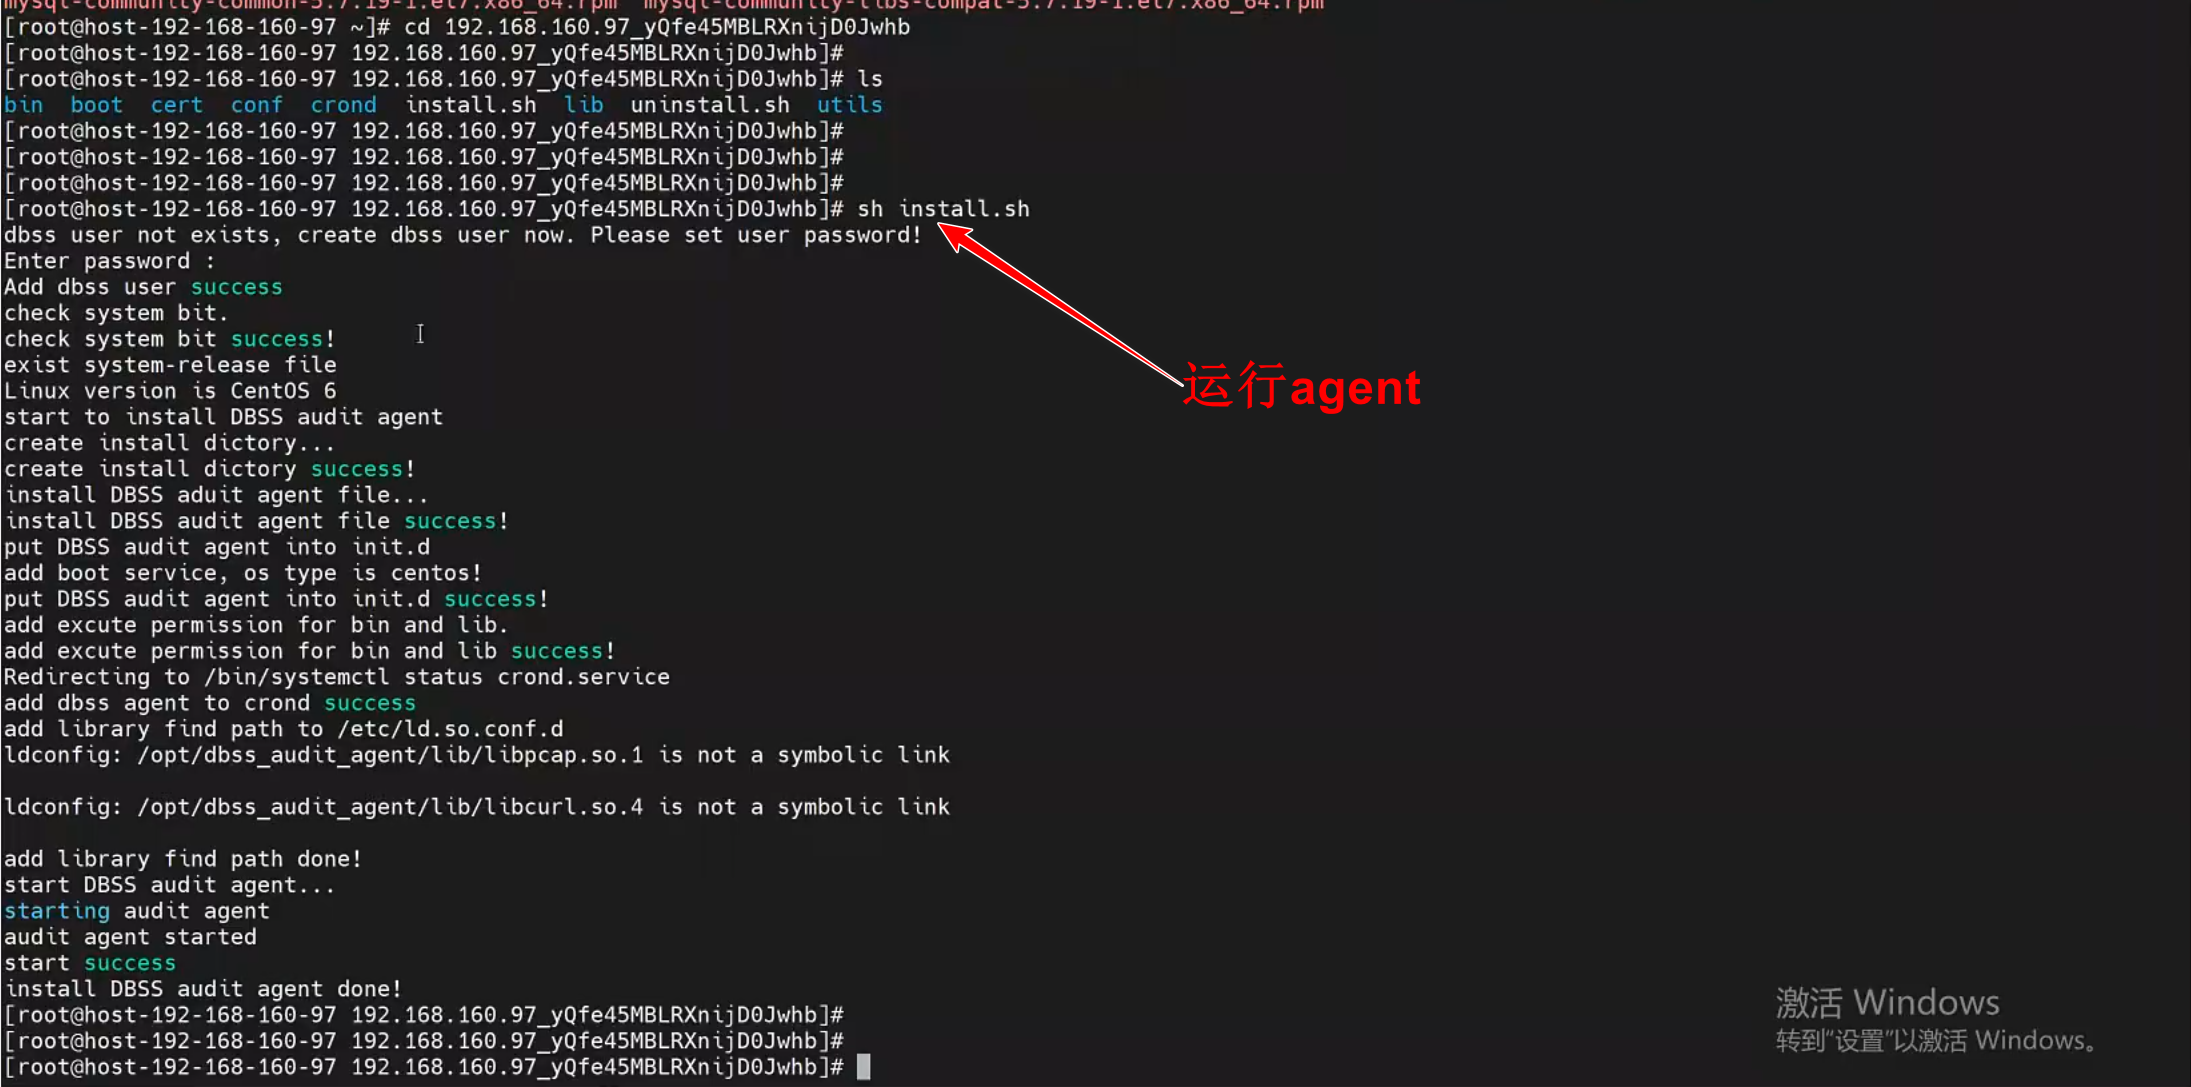 mysql-community-common-5.7.19-1.el7.x86_64.rpm  mysql-community-libs-compat-5.7.19-1.el7.x86_64.rpm
[root@host-192-168-160-97 ~]# cd 192.168.160.97_yQfe45MBLRXnijD0Jwhb
[root@host-192-168-160-97 192.168.160.97_yQfe45MBLRXnijD0Jwhb]#
[root@host-192-168-160-97 192.168.160.97_yQfe45MBLRXnijD0Jwhb]# ls
bin  boot  cert  conf  crond  install.sh  lib  uninstall.sh  utils
[root@host-192-168-160-97 192.168.160.97_yQfe45MBLRXnijD0Jwhb]#
[root@host-192-168-160-97 192.168.160.97_yQfe45MBLRXnijD0Jwhb]#
[root@host-192-168-160-97 192.168.160.97_yQfe45MBLRXnijD0Jwhb]#
[root@host-192-168-160-97 192.168.160.97_yQfe45MBLRXnijD0Jwhb]# sh install.sh
dbss user not exists, create dbss user now. Please set user password!
Enter password :
Add dbss user success
check system bit.
check system bit success!
exist system-release file
Linux version is CentOS 6
运行agent
start to install DBSS audit agent
create install dictory...
create install dictory success!
install DBSS aduit agent file...
install DBSS audit agent file success!
put DBSS audit agent into init.d
add boot service, os type is centos!
put DBSS audit agent into init.d success!
add excute permission for bin and lib.
add excute permission for bin and lib success!
Redirecting to /bin/systemctl status crond.service
add dbss agent to crond success
add library find path to /etc/ld.so.conf.d
ldconfig: /opt/dbss_audit_agent/lib/libpcap.so.1 is not a symbolic link
ldconfig: /opt/dbss_audit_agent/lib/libcurl.so.4 is not a symbolic link
add library find path done!
start DBSS audit agent...
starting audit agent
audit agent started
start success
install DBSS audit agent done!
[root@host-192-168-160-97 192.168.160.97_yQfe45MBLRXnijD0Jwhb]#
[root@host-192-168-160-97 192.168.160.97_yQfe45MBLRXnijD0Jwhb]#
[root@host-192-168-160-97 192.168.160.97_yQfe45MBLRXnijD0Jwhb]#
激活 Windows
转到“设置”以激活 Windows。